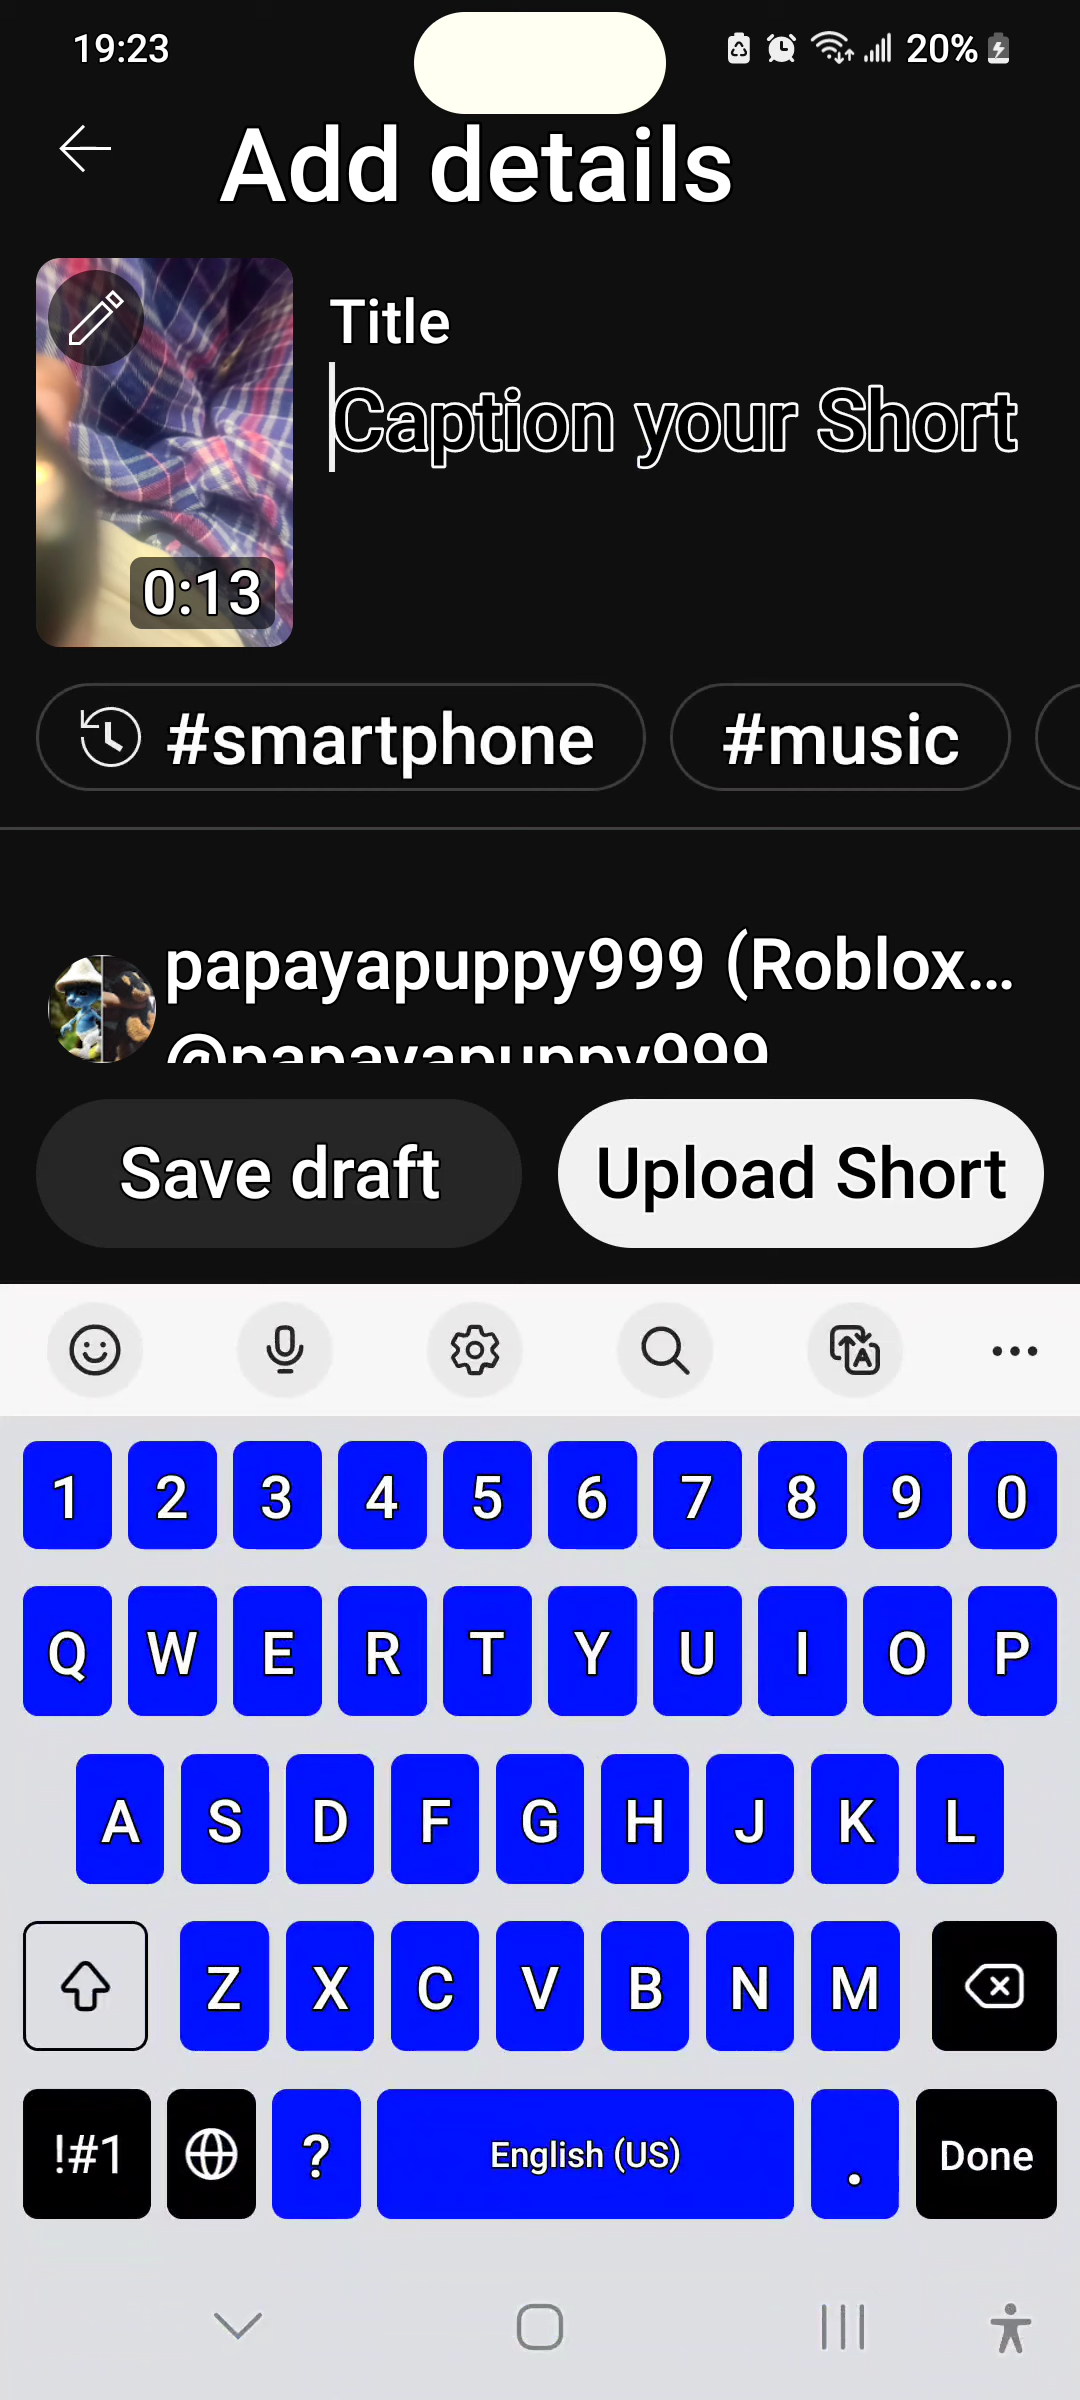 19:23
20%
Add details
Title
Caption your Short
0:13
#smartphone
#music
papayapuppy999 (Roblox...
@papayapuppy999
Save draft
Upload Short
1 2 3 4 5 6 7 8 9 0
Q W E R T Y U I O P
A S D F G H J K L
Z X C V B N M
!#1 ? English (US) . Done